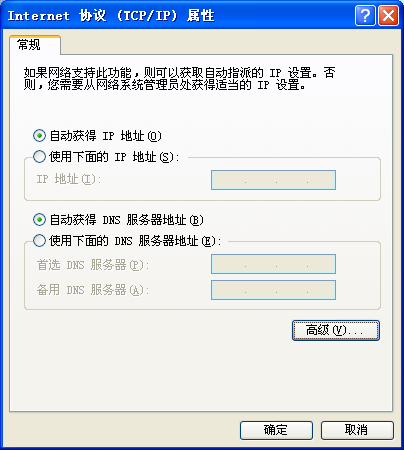 Internet 协议 (TCP/IP) 属性
常规
如果网络支持此功能,则可以获取自动指派的 IP 设置。否
则,您需要从网络系统管理员处获得适当的 IP 设置。
自动获得 IP 地址(O)
使用下面的 IP 地址(S):
IP 地址(I):
自动获得 DNS 服务器地址(B)
使用下面的 DNS 服务器地址(E):
首选 DNS 服务器(P):
备用 DNS 服务器(A):
高级(V)...
确定
取消